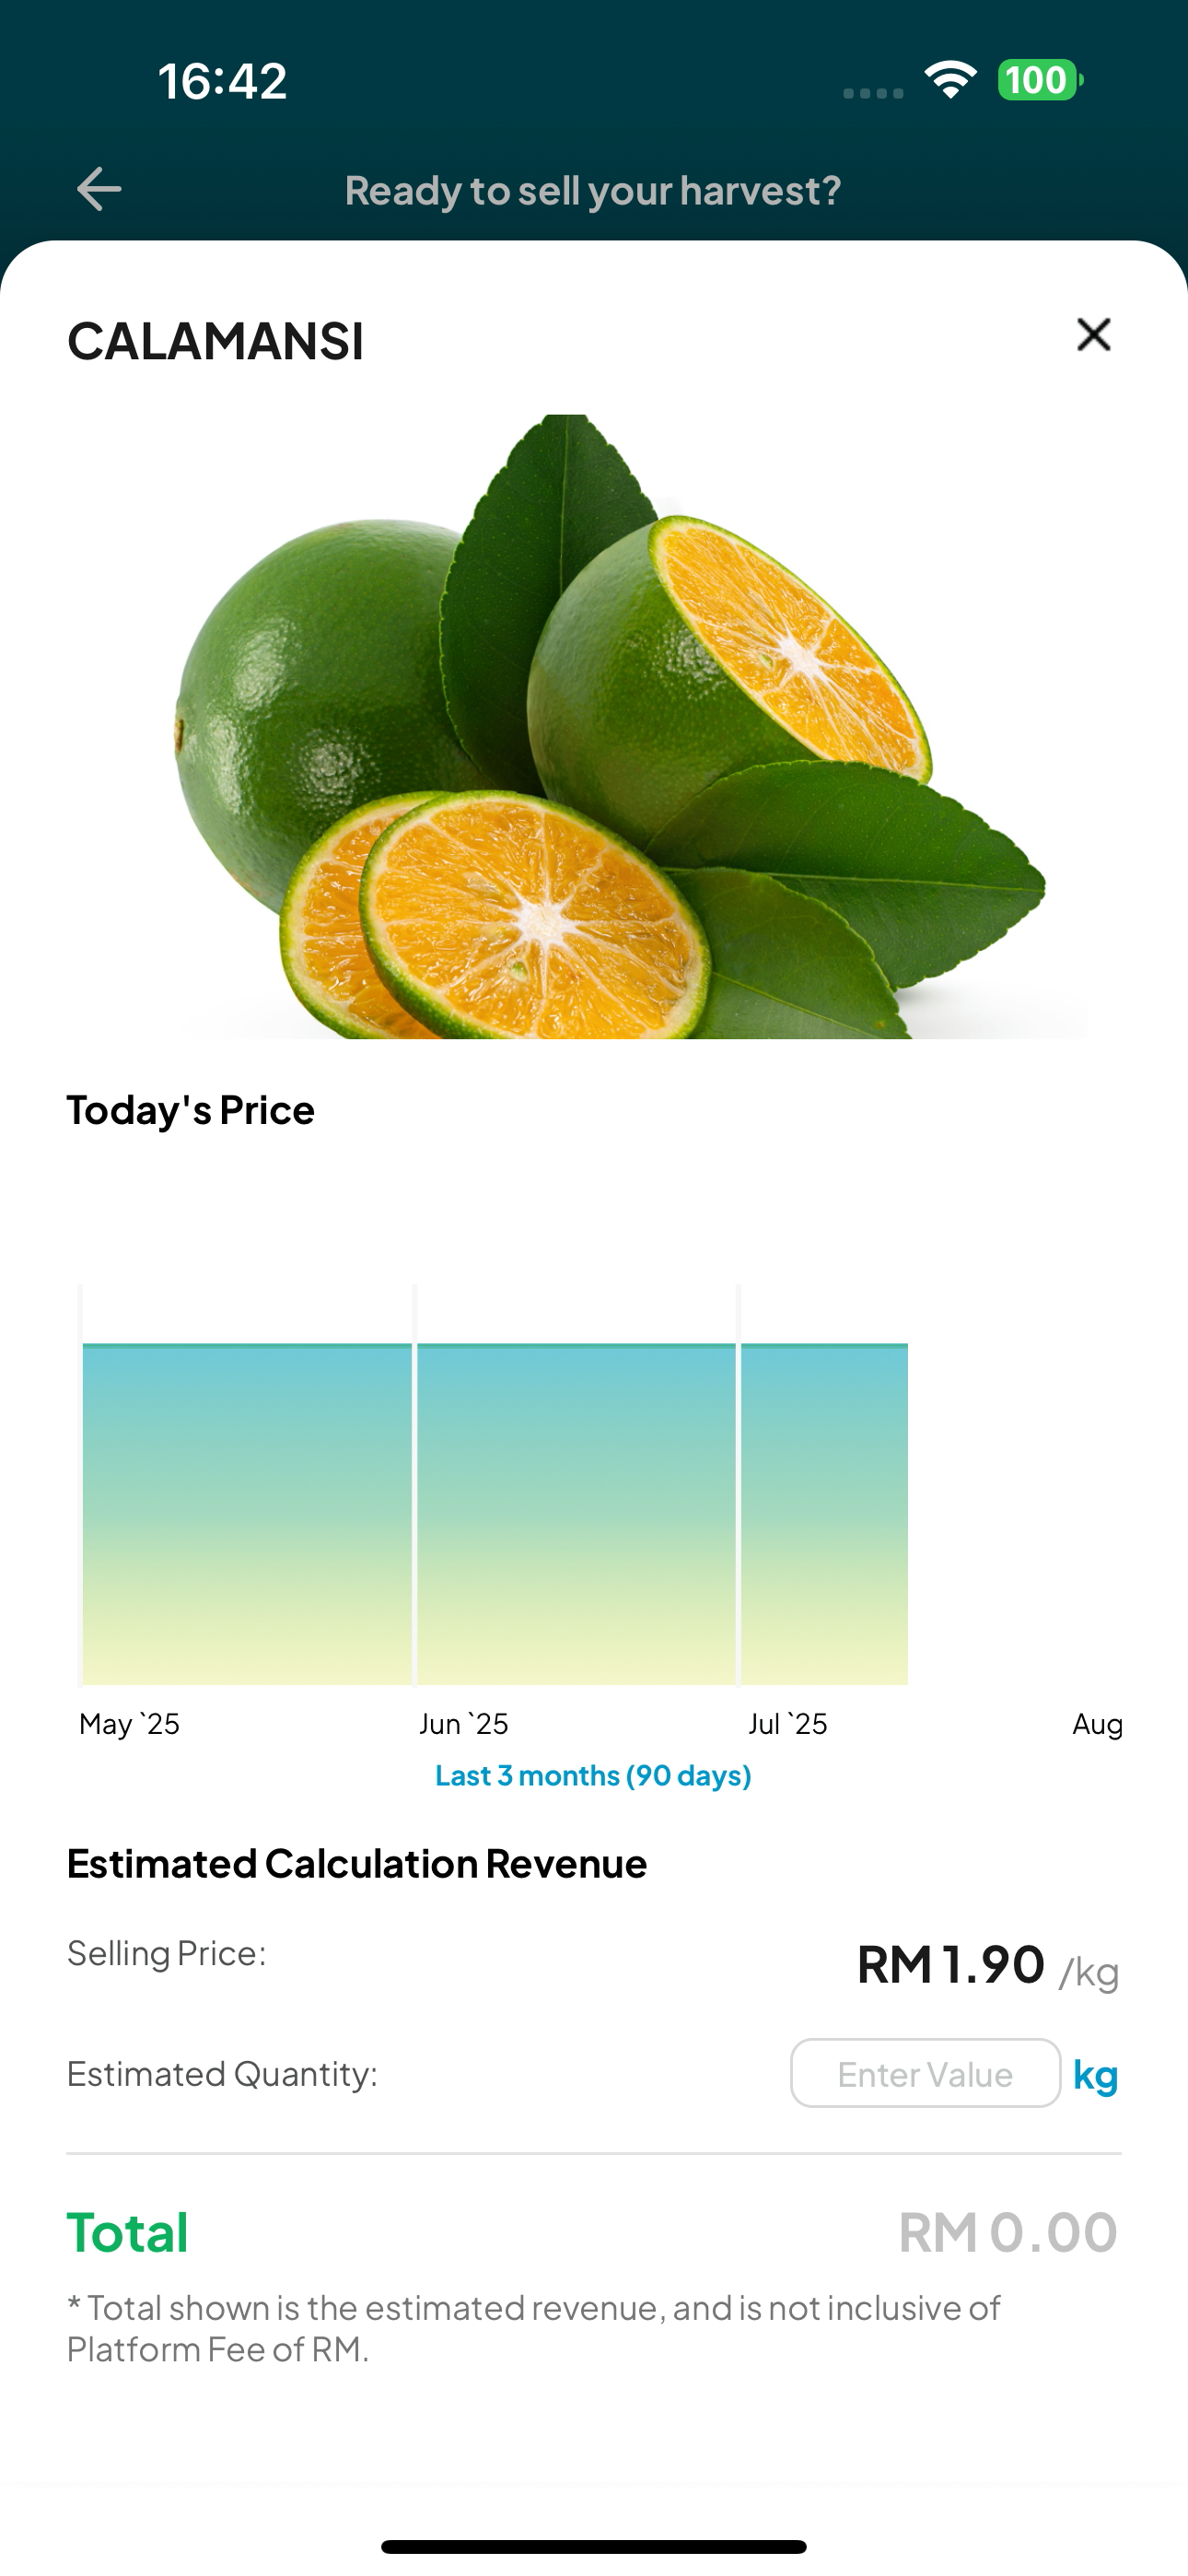 16:42
100
Ready to sell your harvest?
CALAMANSI
Today's Price
May `25
Jun `25
Jul `25
Aug
Last 3 months (90 days)
Estimated Calculation Revenue
Selling Price:
RM 1.90 /kg
Estimated Quantity:
Enter Value kg
Total
RM 0.00
* Total shown is the estimated revenue, and is not inclusive of
Platform Fee of RM.